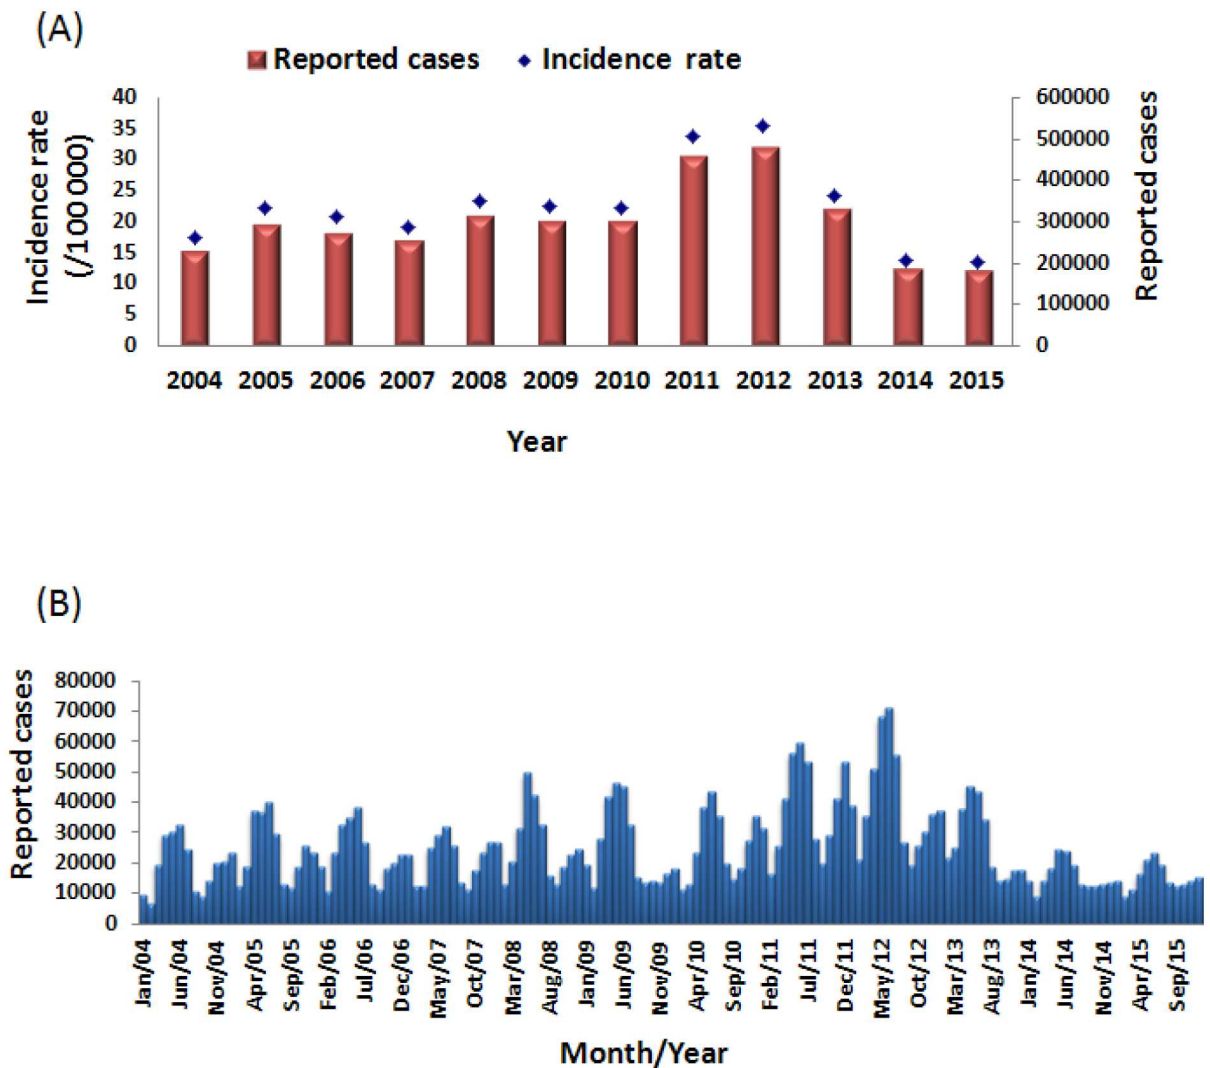 (A)
Reported cases Incidence rate
Incidence rate
(/100 000)
40
35
30
25
20
15
10
5
0
600000
500000
400000
300000
200000
100000
0
Reported cases
2004 2005 2006 2007 2008 2009 2010 2011 2012 2013 2014 2015
Year
(B)
Reported cases
80000
70000
60000
50000
40000
30000
20000
10000
0
Jan/04 Jun/04 Nov/04 Apr/05 Sep/05 Feb/06 Jul/06 Dec/06 May/07 Oct/07 Mar/08 Aug/08 Jan/09 Jun/09 Nov/09 Apr/10 Sep/10 Feb/11 Jul/11 Dec/11 May/12 Oct/12 Mar/13 Aug/13 Jan/14 Jun/14 Nov/14 Apr/15 Sep/15
Month/Year